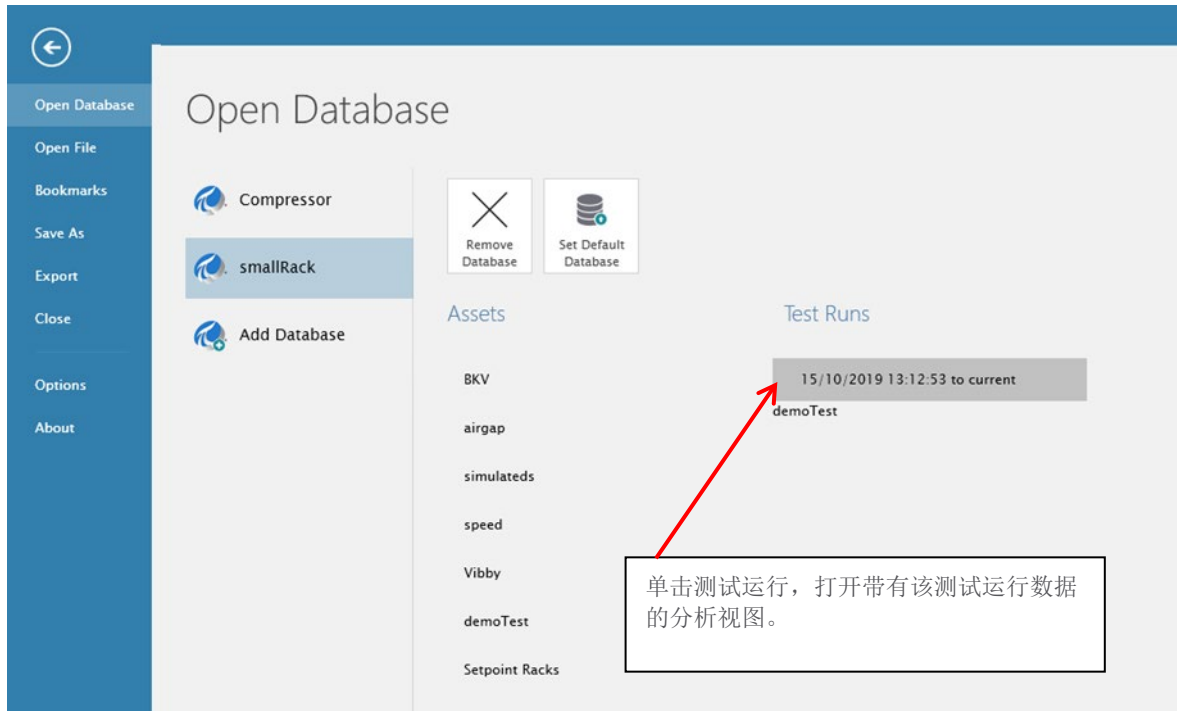 Open Database
Open File
Bookmarks
Save As
Export
Close
Options
About
Open Database
Compressor
smallRack
Add Database
Remove
Database
Set Default
Database
Assets
BKV
airgap
simulateds
speed
Vibby
demoTest
Setpoint Racks
Test Runs
15/10/2019 13:12:53 to current
demoTest
单击测试运行，打开带有该测试运行数据
的分析视图。